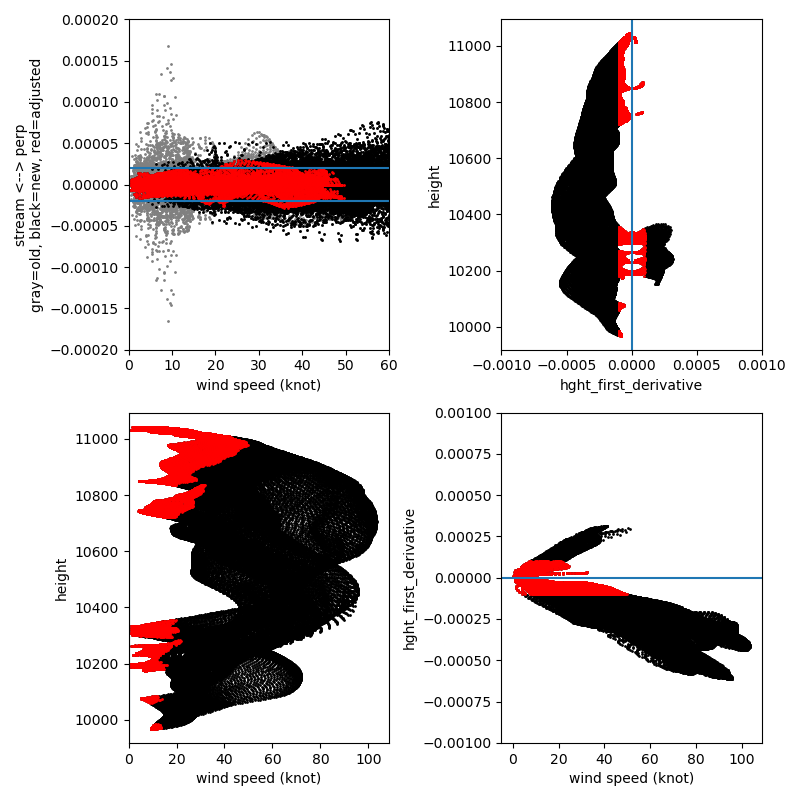 0.00020
0.00015
0.00010
0.00005
0.00000
−0.00005
−0.00010
−0.00015
−0.00020
stream <--> perp
gray=old, black=new, red=adjusted
0 10 20 30 40 50 60
wind speed (knot)
11000
10800
10600
10400
10200
10000
height
−0.0010 −0.0005 0.0000 0.0005 0.0010
hght_first_derivative
11000
10800
10600
10400
10200
10000
height
0 20 40 60 80 100
wind speed (knot)
0.00100
0.00075
0.00050
0.00025
0.00000
−0.00025
−0.00050
−0.00075
−0.00100
hght_first_derivative
0 20 40 60 80 100
wind speed (knot)